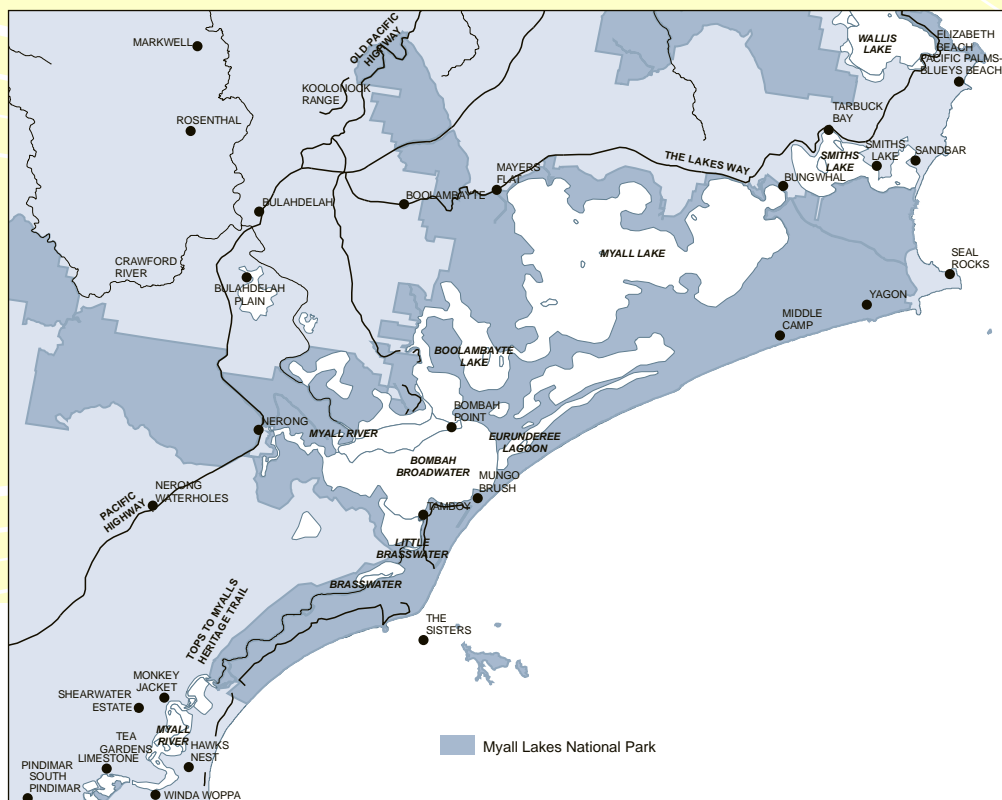 MARKWELL
OLD PACIFIC
HIGHWAY
WALLIS
LAKE
ELIZABETH
BEACH
PACIFIC PALMS-
BLUEYS BEACH
KOOLONOCK
RANGE
ROSENTHAL
TARBUCK
BAY
SMITHS
LAKE
SMITHS
LAKE
SANDBAR
THE LAKES WAY
MAYERS
FLAT
BUNGWHAL
BOOLAMBAYTE
BULAHDELAH
MYALL LAKE
CRAWFORD
RIVER
BULAHDELAH
PLAIN
SEAL
ROCKS
YAGON
MIDDLE
CAMP
BOOLAMBAYTE
LAKE
BOMBAH
POINT
NERONG
MYALL RIVER
EURUNDEREE
LAGOON
BOMBAH
BROADWATER
MUNGO
BRUSH
NERONG
WATERHOLES
PACIFIC
HIGHWAY
TAMBOY
LITTLE
BRASSWATER
BRASSWATER
TOPS TO MYALLS
HERITAGE TRAIL
THE
SISTERS
MONKEY
JACKET
SHEARWATER
ESTATE
MYALL
RIVER
TEA
GARDENS
HAWKS
NEST
LIMESTONE
PINDIMAR
SOUTH
PINDIMAR
WINDA WOPPA
Myall Lakes National Park